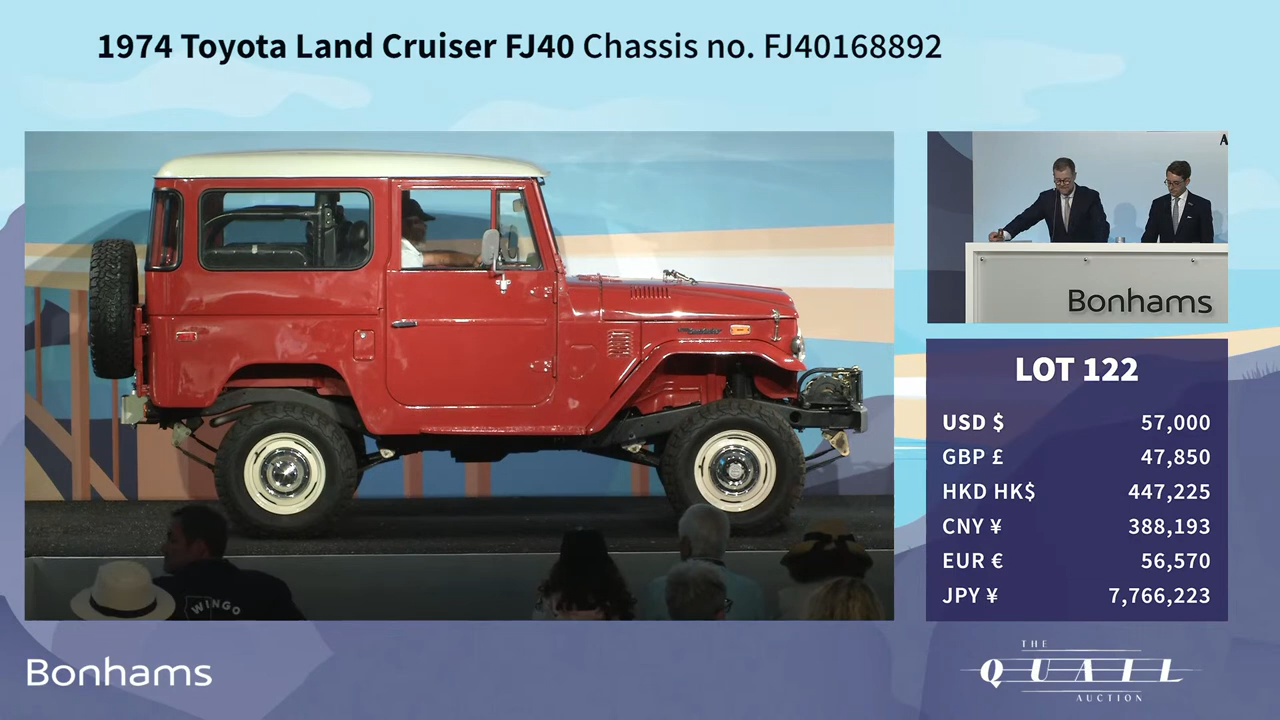 1974 Toyota Land Cruiser FJ40 Chassis no. FJ40168892
A
Bonhams
WINGO
LOT 122
USD $ 57,000
GBP £ 47,850
HKD HK$ 447,225
CNY ¥ 388,193
EUR € 56,570
JPY ¥ 7,766,223
Bonhams
THE
QUAIL
AUCTION